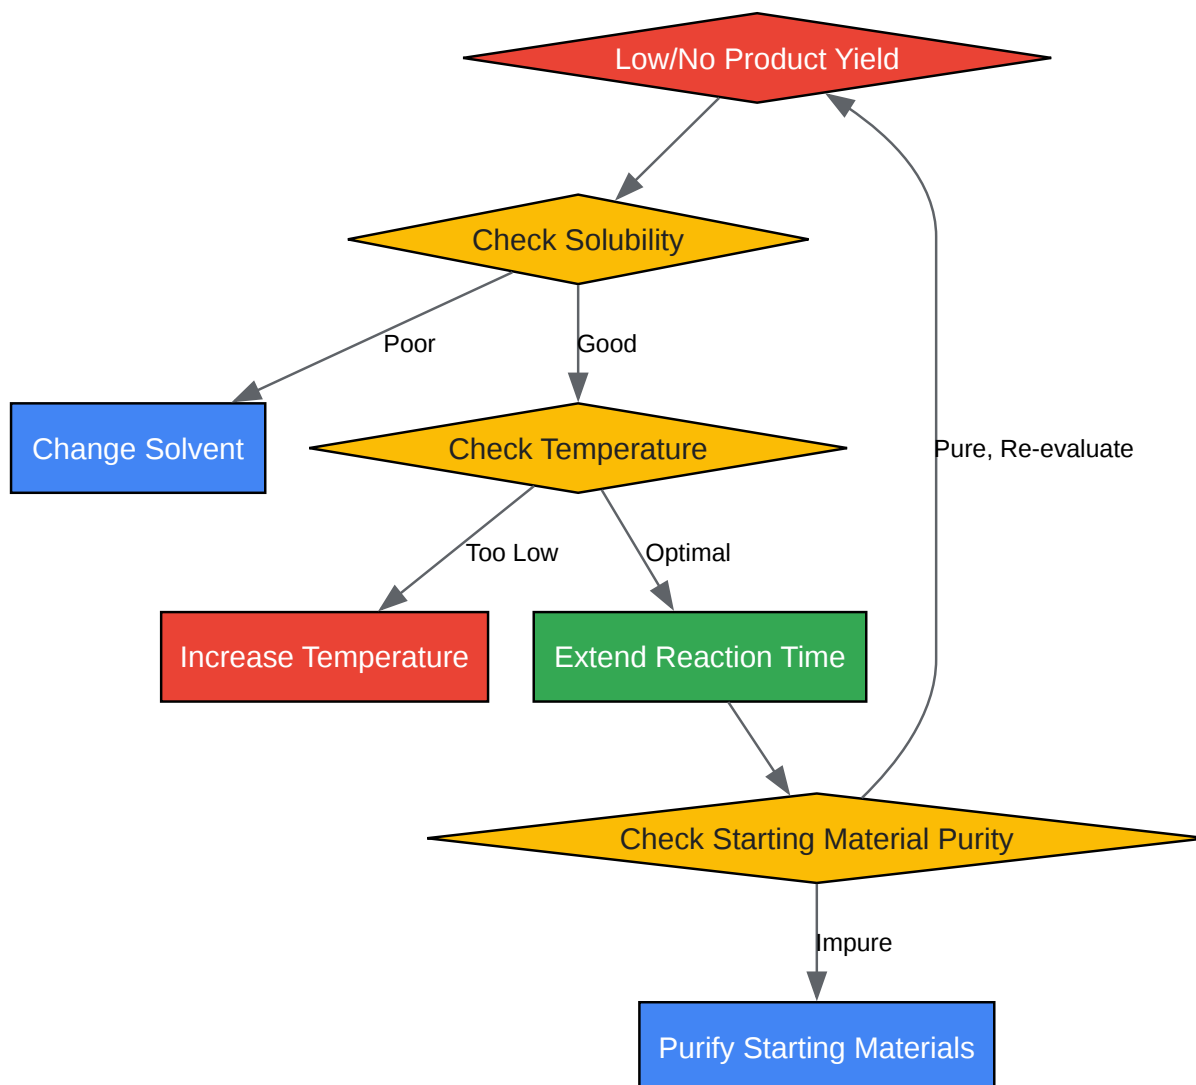 Low/No Product Yield
Check Solubility
Poor
Good
Change Solvent
Check Temperature
Pure, Re-evaluate
Too Low
Optimal
Increase Temperature
Extend Reaction Time
Check Starting Material Purity
Impure
Purify Starting Materials